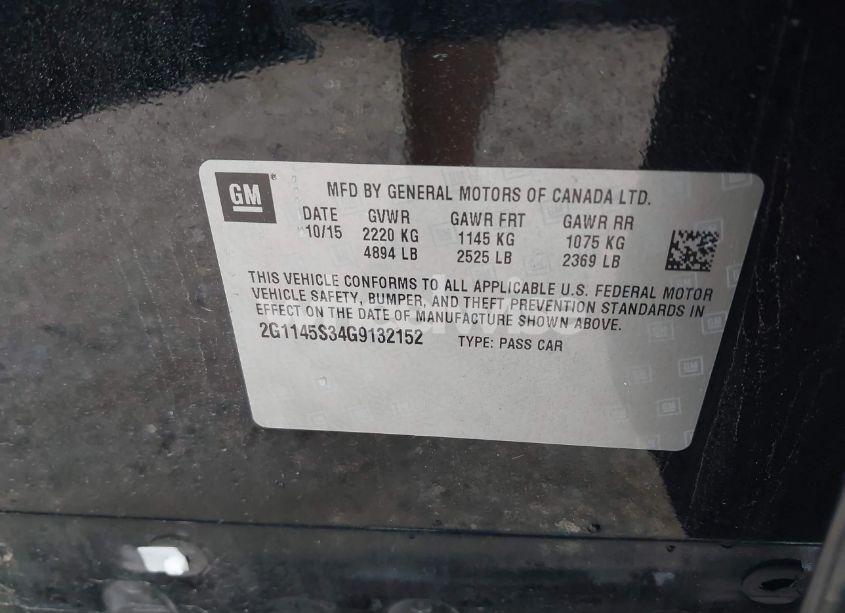 GM
MFD BY GENERAL MOTORS OF CANADA LTD.
DATE GVWR GAWR FRT GAWR RR
10/15 2220 KG 1145 KG 1075 KG
4894 LB 2525 LB 2369 LB
THIS VEHICLE CONFORMS TO ALL APPLICABLE U.S. FEDERAL MOTOR
VEHICLE SAFETY, BUMPER, AND THEFT PREVENTION STANDARDS IN
EFFECT ON THE DATE OF MANUFACTURE SHOWN ABOVE.
2G1145S34G9132152 TYPE: PASS CAR